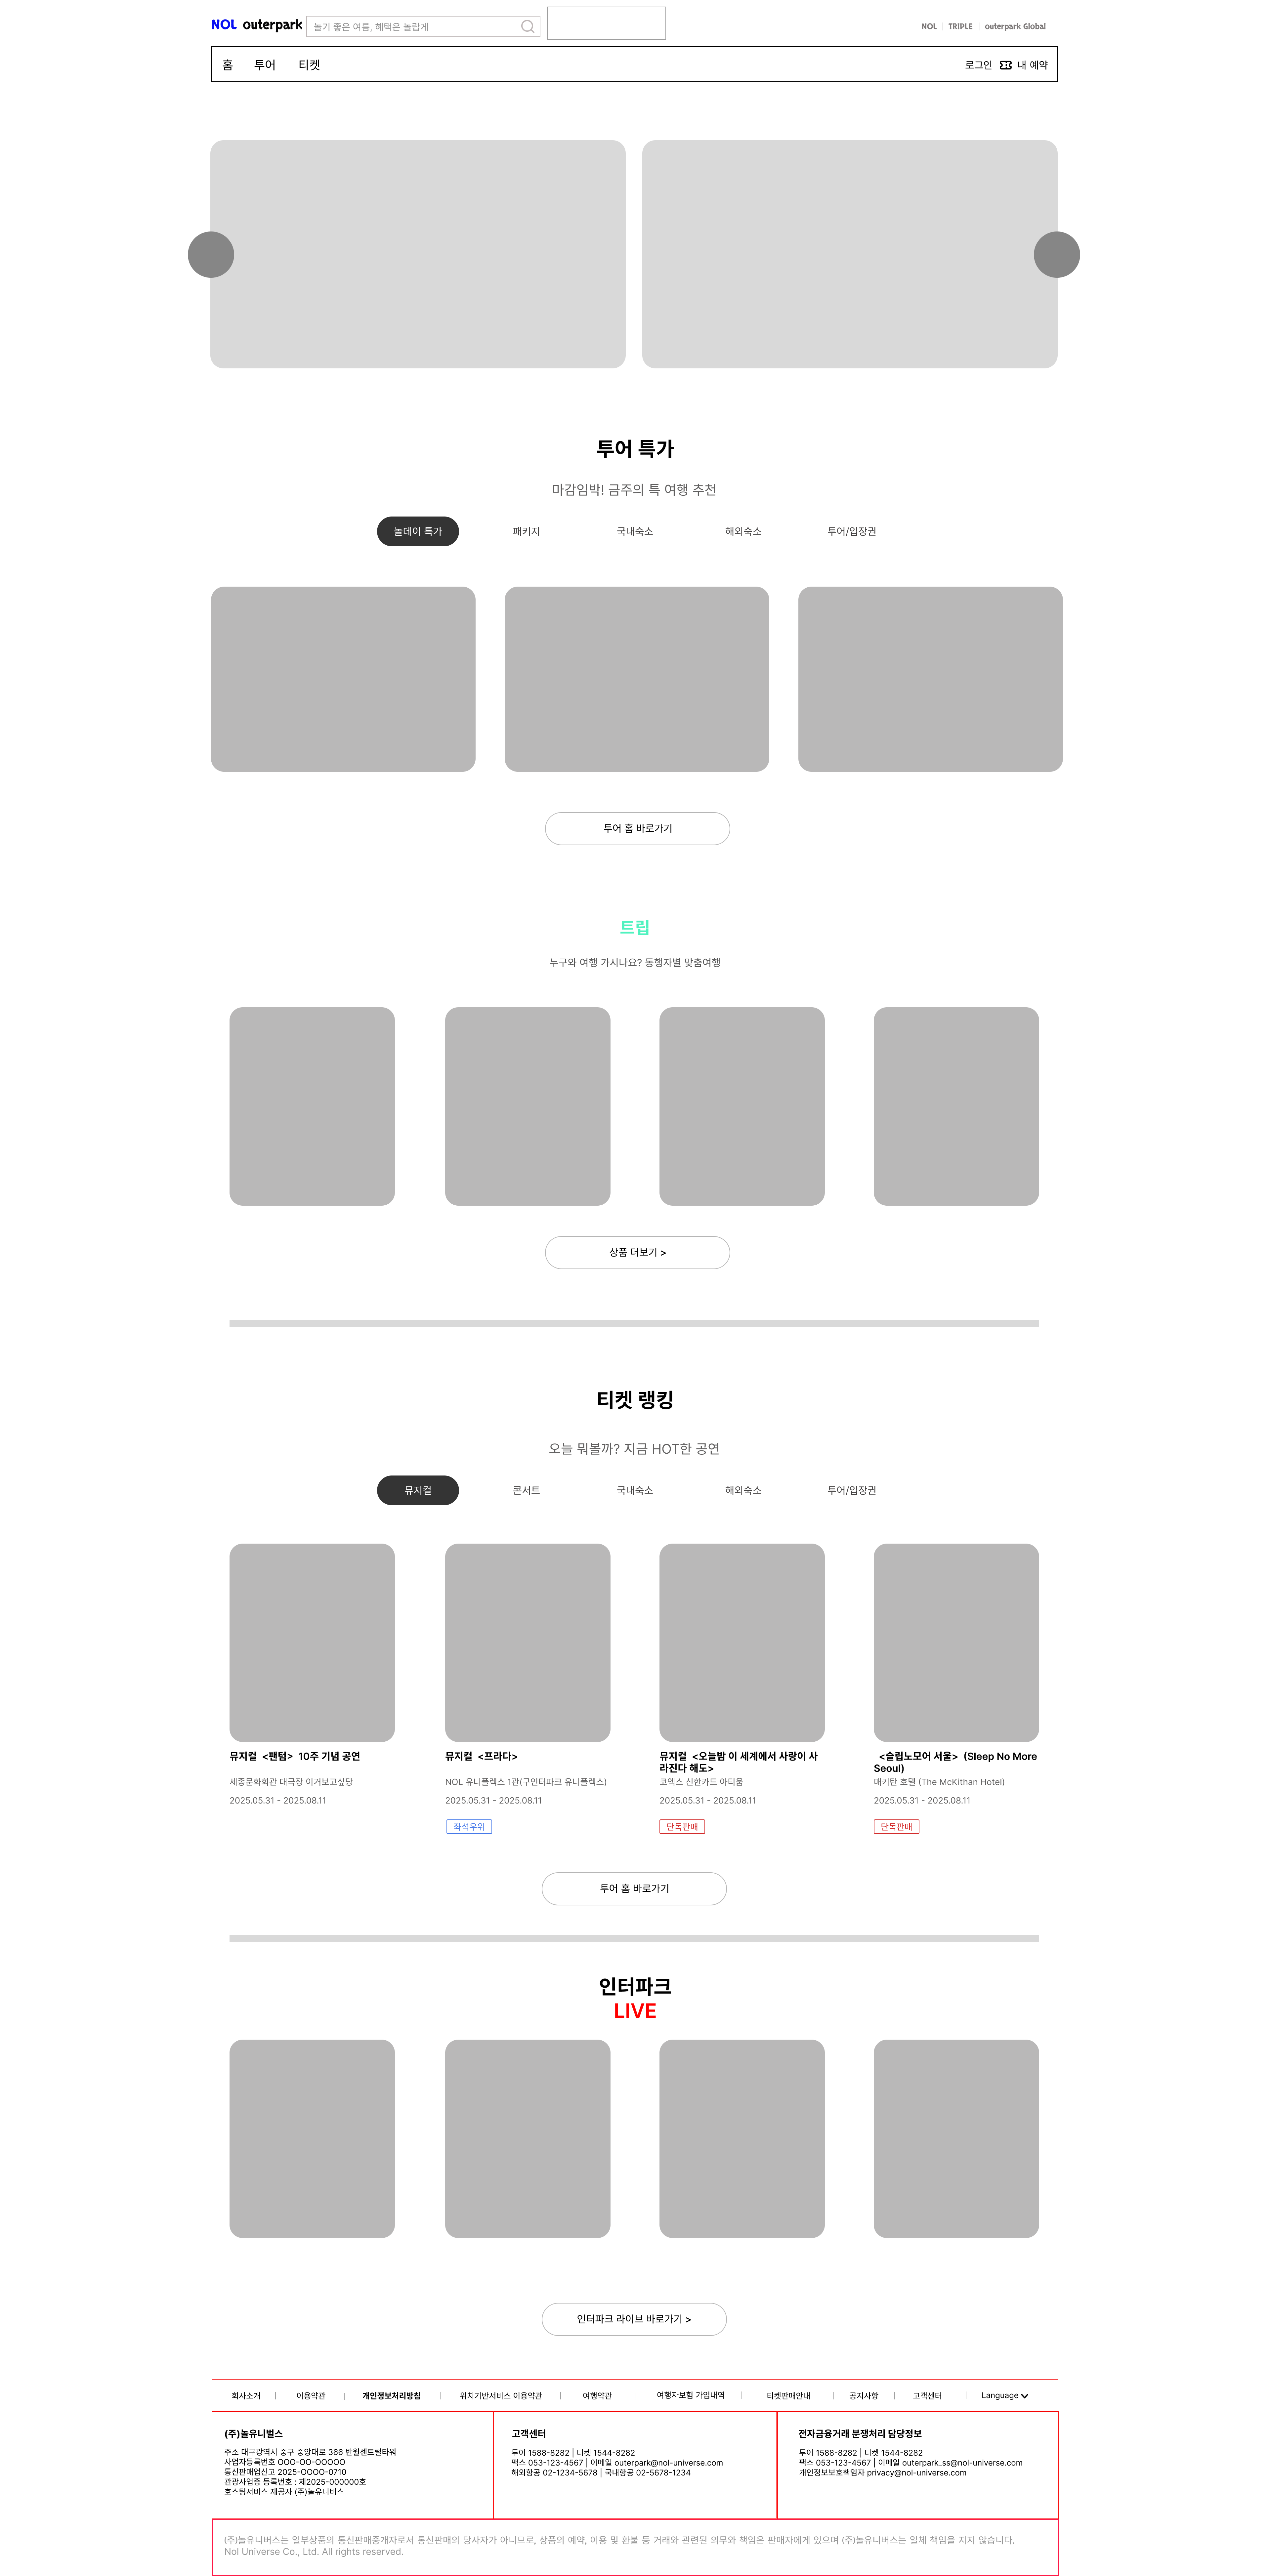 NOL outerpark
놀기 좋은 여름, 혜택은 놀랍게
NOL | TRIPLE | outerpark Global
홈 투어 티켓
로그인 내 예약
투어 특가
마감임박! 금주의 특 여행 추천
놀데이 특가 패키지 국내숙소 해외숙소 투어/입장권
투어 홈 바로가기
트립
누구와 여행 가시나요? 동행자별 맞춤여행
상품 더보기 >
티켓 랭킹
오늘 뭐볼까? 지금 HOT한 공연
뮤지컬 콘서트 국내숙소 해외숙소 투어/입장권
뮤지컬 <팬텀> 10주 기념 공연
세종문화회관 대극장 이거보고싶당
2025.05.31 - 2025.08.11
뮤지컬 <프라다>
NOL 유니플렉스 1관(구인터파크 유니플렉스)
2025.05.31 - 2025.08.11
좌석우위
뮤지컬 <오늘밤 이 세계에서 사랑이 사
라진다 해도>
코엑스 신한카드 아티움
2025.05.31 - 2025.08.11
단독판매
<슬립노모어 서울> (Sleep No More
Seoul)
매키탄 호텔 (The McKithan Hotel)
2025.05.31 - 2025.08.11
단독판매
투어 홈 바로가기
인터파크
LIVE
인터파크 라이브 바로가기 >
회사소개 | 이용약관 | 개인정보처리방침 | 위치기반서비스 이용약관 | 여행약관 | 여행자보험 가입내역 | 티켓판매안내 | 공지사항 | 고객센터 | Language
(주)놀유니벌스
주소 대구광역시 중구 중앙대로 366 반월센트럴타워
사업자등록번호 OOO-OO-OOOOO
통신판매업신고 2025-OOOO-0710
관광사업증 등록번호 : 제2025-000000호
호스팅서비스 제공자 (주)놀유니버스
고객센터
투어 1588-8282 | 티켓 1544-8282
팩스 053-123-4567 | 이메일 outerpark@nol-universe.com
해외항공 02-1234-5678 | 국내항공 02-5678-1234
전자금융거래 분쟁처리 담당정보
투어 1588-8282 | 티켓 1544-8282
팩스 053-123-4567 | 이메일 outerpark_ss@nol-universe.com
개인정보보호책임자 privacy@nol-universe.com
(주)놀유니버스는 일부상품의 통신판매중개자로서 통신판매의 당사자가 아니므로, 상품의 예약, 이용 및 환불 등 거래와 관련된 의무와 책임은 판매자에게 있으며 (주)놀유니버스는 일체 책임을 지지 않습니다.
Nol Universe Co., Ltd. All rights reserved.